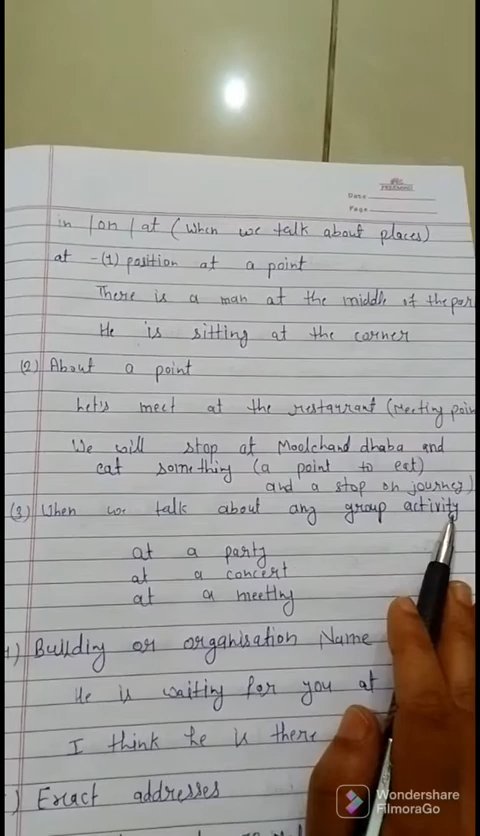 Date
Page
in / on / at (when we talk about places)
at - (1) position at a point
There is a man at the middle of the par
He is sitting at the corner
(2) About a point
Let's meet at the restaurant (Meeting poin
We will stop at Moolchand dhaba and
eat something (a point to eat)
and a stop on journey)
(3) When we talk about any group activity
at a party
at a concert
at a meeting
) Building or organisation Name
He is waiting for you at
I think he is there
) Exact addresses
Wondershare
FilmoraGo